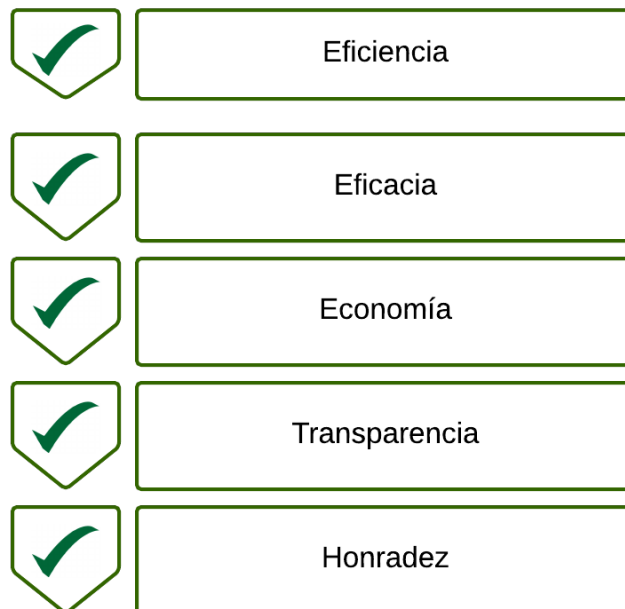 Eficiencia
Eficacia
Economía
Transparencia
Honradez